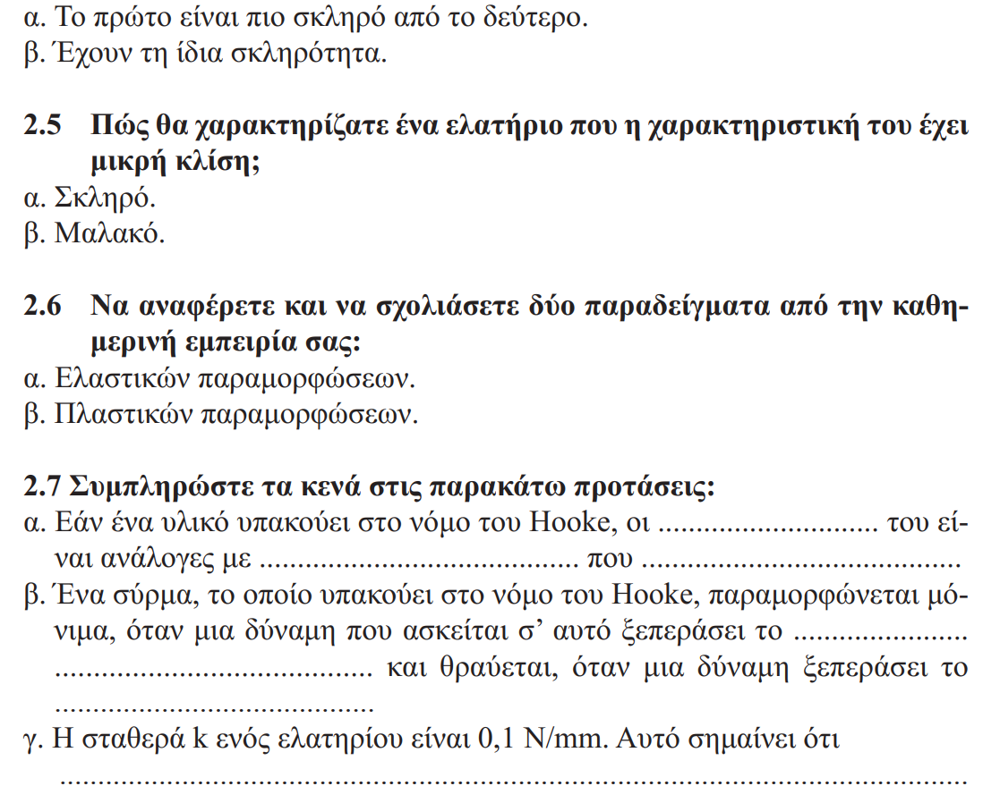 α. Το πρώτο είναι πιο σκληρό από το δεύτερο.
β. Έχουν τη ίδια σκληρότητα.
2.5 Πώς θα χαρακτηρίζατε ένα ελατήριο που η χαρακτηριστική του έχει
μικρή κλίση;
α. Σκληρό.
β. Μαλακό.
2.6 Να αναφέρετε και να σχολιάσετε δύο παραδείγματα από την καθη-
μερινή εμπειρία σας:
α. Ελαστικών παραμορφώσεων.
β. Πλαστικών παραμορφώσεων.
2.7 Συμπληρώστε τα κενά στις παρακάτω προτάσεις:
α. Εάν ένα υλικό υπακούει στο νόμο του Hooke, οι ............................. του εί-
ναι ανάλογες με .......................................... που ..........................................
β. Ένα σύρμα, το οποίο υπακούει στο νόμο του Hooke, παραμορφώνεται μό-
νιμα, όταν μια δύναμη που ασκείται σ’ αυτό ξεπεράσει το .......................
.......................................... και θραύεται, όταν μια δύναμη ξεπεράσει το
..........................................
γ. Η σταθερά k ενός ελατηρίου είναι 0,1 N/mm. Αυτό σημαίνει ότι
........................................................................................................................